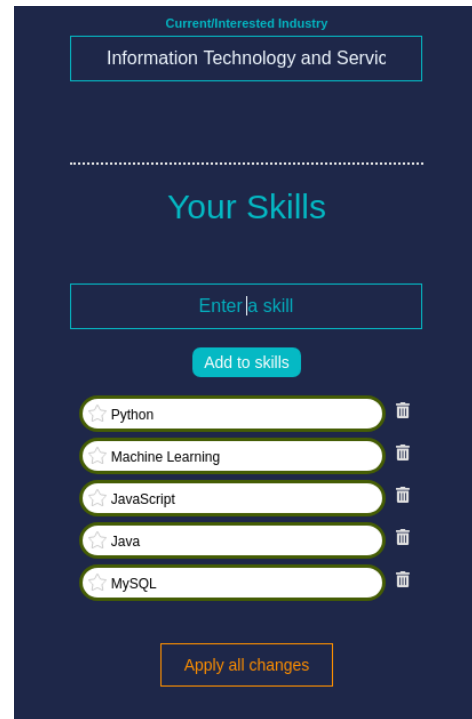 Current/Interested Industry
Information Technology and Servic
Your Skills
Enter a skill
Add to skills
Python
Machine Learning
JavaScript
Java
MySQL
Apply all changes